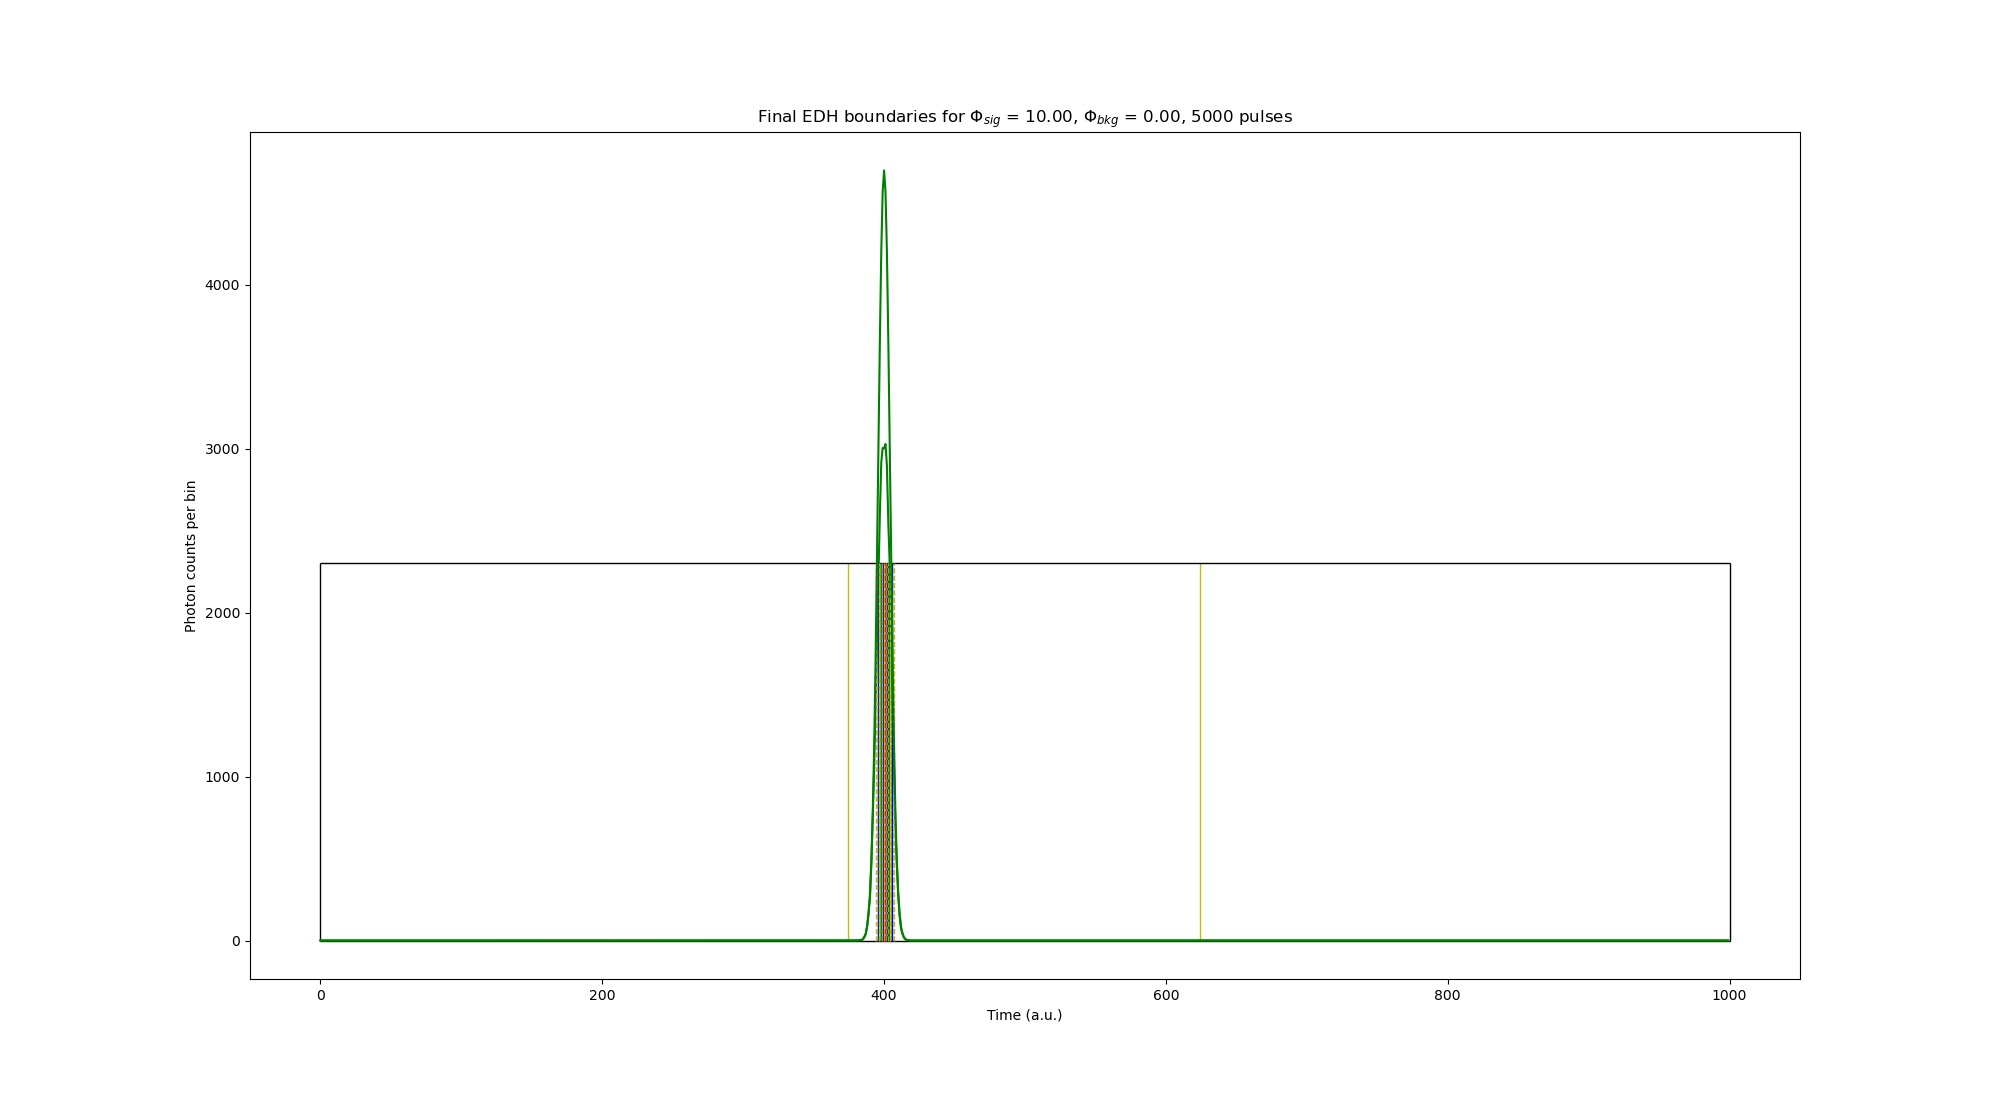 Final EDH boundaries for Φsig = 10.00, Φbkg = 0.00, 5000 pulses
Photon counts per bin
4000
3000
2000
1000
0
0 200 400 600 800 1000
Time (a.u.)